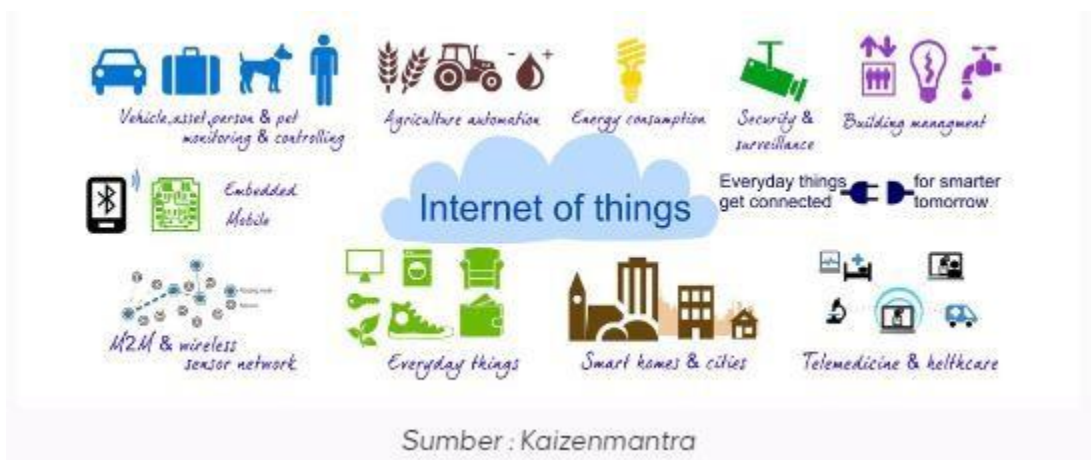 Vehicle,asset,person & pet
monitoring & controlling
Agriculture automation
Energy consumption
Security &
surveillance
Building managment
Embedded
Mobile
Internet of things
Everyday things
get connected
for smarter
tomorrow
M2M & wireless
sensor network
Everyday things
Smart homes & cities
Telemedicine & helthcare
Sumber : Kaizenmantra